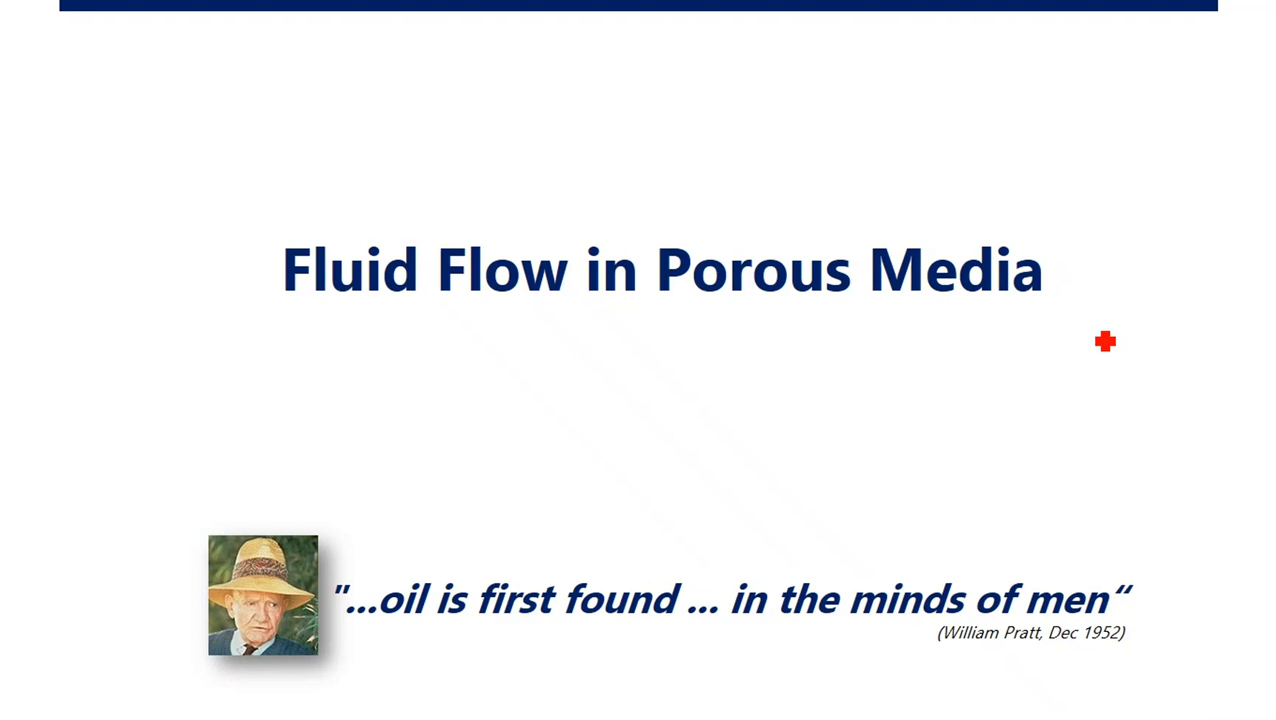 Fluid Flow in Porous Media
"...oil is first found ... in the minds of men“
(William Pratt, Dec 1952)